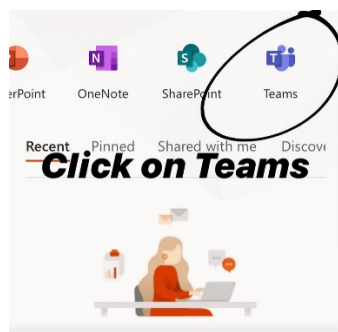 erPoint OneNote SharePoint Teams
Recent Pinned Shared with me Discove
Click on Teams